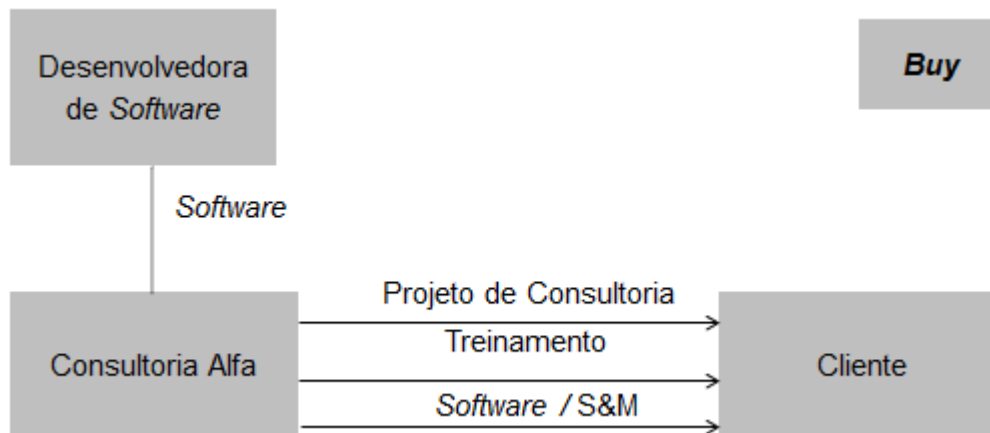 Desenvolvedora
de Software
Buy
Software
Projeto de Consultoria
Treinamento
Consultoria Alfa
Cliente
Software / S&M